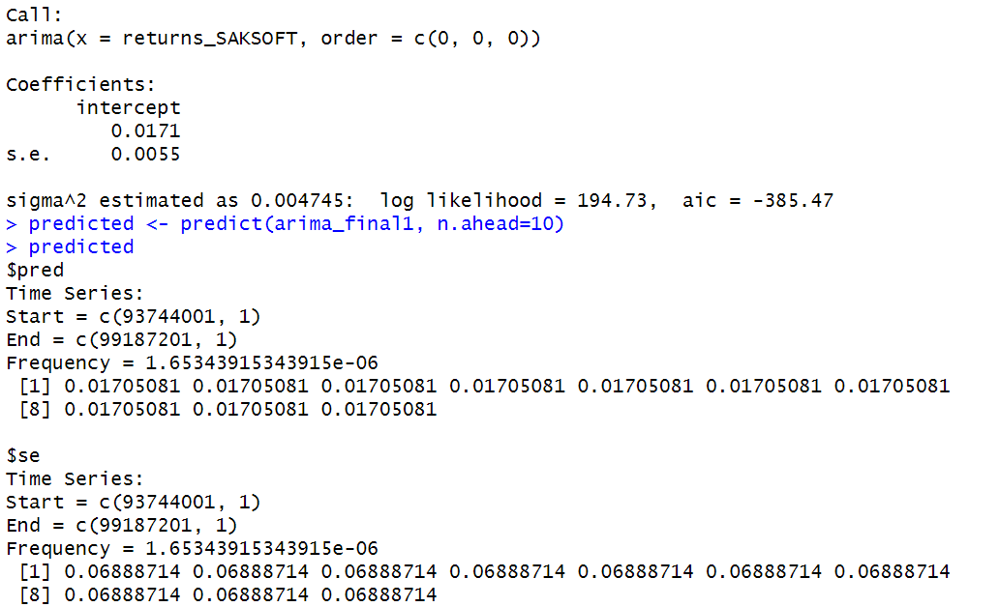 Call:
arima(x = returns_SAKSOFT, order = c(0, 0, 0))
Coefficients:
intercept
0.0171
s.e. 0.0055
sigma^2 estimated as 0.004745: log likelihood = 194.73, aic = -385.47
> predicted <- predict(arima_final1, n.ahead=10)
> predicted
$pred
Time Series:
Start = c(93744001, 1)
End = c(99187201, 1)
Frequency = 1.65343915343915e-06
[1] 0.01705081 0.01705081 0.01705081 0.01705081 0.01705081 0.01705081 0.01705081
[8] 0.01705081 0.01705081 0.01705081
$se
Time Series:
Start = c(93744001, 1)
End = c(99187201, 1)
Frequency = 1.65343915343915e-06
[1] 0.06888714 0.06888714 0.06888714 0.06888714 0.06888714 0.06888714 0.06888714
[8] 0.06888714 0.06888714 0.06888714